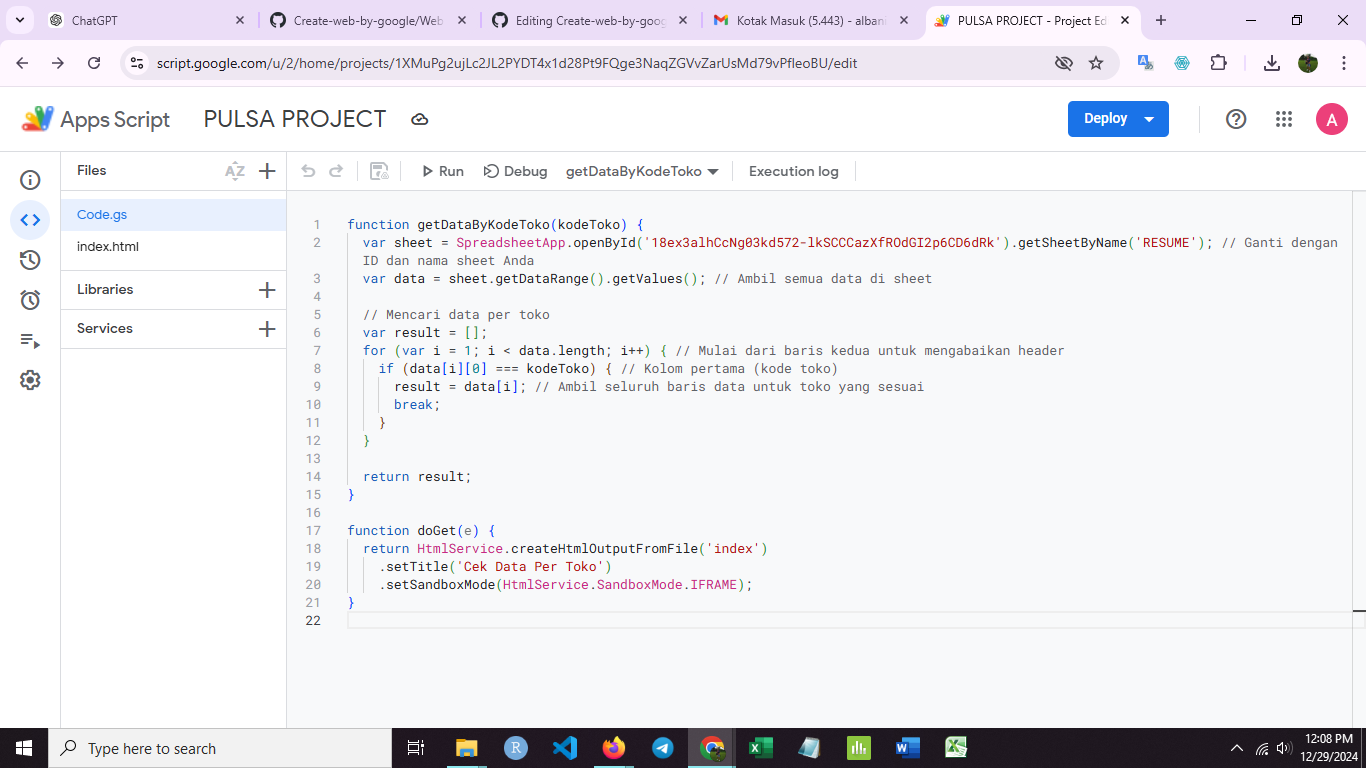 ChatGPT
Create-web-by-google/Web
Editing Create-web-by-goog
Kotak Masuk (5.443) - alban
PULSA PROJECT - Project Ed
script.google.com/u/2/home/projects/1XMuPg2ujLc2JL2PYDT4x1d28Pt9FQge3NaqZGVvZarUsMd79vPfleoBU/edit
Apps Script
PULSA PROJECT
Deploy
A
Files
AZ
Run
Debug
getDataByKodeToko
Execution log
Code.gs
index.html
Libraries
Services
1 function getDataByKodeToko(kodeToko) {
2 var sheet = SpreadsheetApp.openById('18ex3alhCcNg03kd572-lkSCCCazXfROdGI2p6CD6dRk').getSheetByName('RESUME'); // Ganti dengan
ID dan nama sheet Anda
3 var data = sheet.getDataRange().getValues(); // Ambil semua data di sheet
4
5 // Mencari data per toko
6 var result = [];
7 for (var i = 1; i < data.length; i++) { // Mulai dari baris kedua untuk mengabaikan header
8 if (data[i][0] === kodeToko) { // Kolom pertama (kode toko)
9 result = data[i]; // Ambil seluruh baris data untuk toko yang sesuai
10 break;
11 }
12 }
13
14 return result;
15 }
16
17 function doGet(e) {
18 return HtmlService.createHtmlOutputFromFile('index')
19 .setTitle('Cek Data Per Toko')
20 .setSandboxMode(HtmlService.SandboxMode.IFRAME);
21 }
22
Type here to search
12:08 PM
12/29/2024